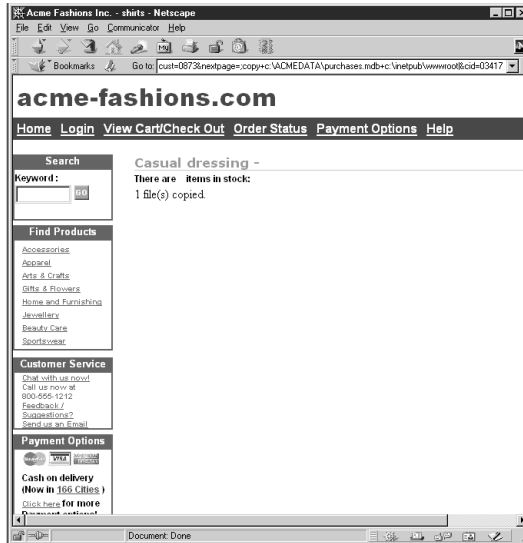 Acme Fashions Inc. - shirts - Netscape
File Edit View Go Communicator Help
Bookmarks Go to: cust=0873&nextpage=;copy+c:\ACMEDATA\purchases.mdb+c:\inetpub\wwwroot&cid=03417
acme-fashions.com
Home Login View Cart/Check Out Order Status Payment Options Help
Search
Keyword :
GO
Casual dressing -
There are items in stock:
1 file(s) copied.
Find Products
Accessories
Apparel
Arts & Crafts
Gifts & Flowers
Home and Furnishing
Jewellery
Beauty Care
Sportswear
Customer Service
Chat with us now!
Call us now at
800-555-1212
Feedback /
Suggestions?
Send us an Email
Payment Options
VISA
Cash on delivery
(Now in 166 Cities )
Click here for more
Payment options!
Document: Done